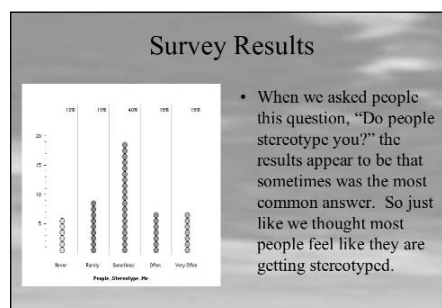 Survey Results
13% 19% 40% 15% 15%
20
15
10
5
Never Rarely Sometimes Often Very Often
People_Stereotype_Me
• When we asked people
this question, “Do people
stereotype you?” the
results appear to be that
sometimes was the most
common answer.  So just
like we thought most
people feel like they are
getting stereotyped.